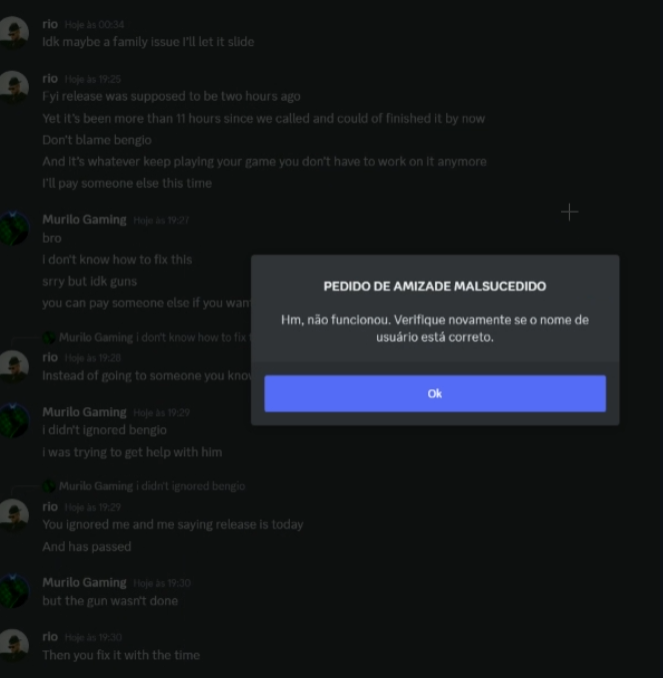 rio Hoje às 00:34
Idk maybe a family issue I'll let it slide
rio Hoje às 19:25
Fyi release was supposed to be two hours ago
Yet it's been more than 11 hours since we called and could of finished it by now
Don't blame bengio
And it's whatever keep playing your game you don't have to work on it anymore
I'll pay someone else this time
Murilo Gaming Hoje às 19:27
bro
i don't know how to fix this
srry but idk guns
you can pay someone else if you wan
PEDIDO DE AMIZADE MALSUCEDIDO
Hm, não funcionou. Verifique novamente se o nome de
usuário está correto.
Ok
Murilo Gaming i don't know how to fix
rio Hoje às 19:28
Instead of going to someone you kno
Murilo Gaming Hoje às 19:29
i didn't ignored bengio
i was trying to get help with him
Murilo Gaming i didn't ignored bengio
rio Hoje às 19:29
You ignored me and me saying release is today
And has passed
Murilo Gaming Hoje às 19:30
but the gun wasn't done
rio Hoje às 19:30
Then you fix it with the time